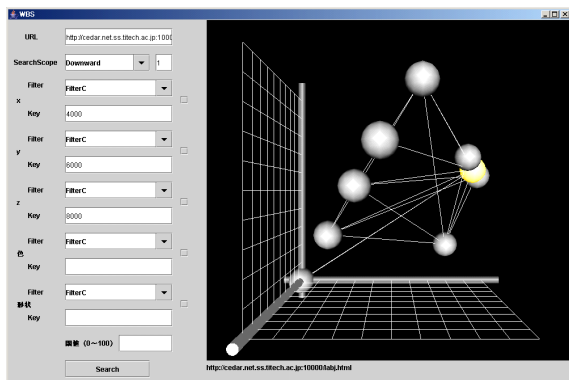 WBS
URL http://cedar.net.ss.titech.ac.jp:1000
SearchScope Downward 1
Filter FilterC
x
Key 4000
Filter FilterC
y
Key 6000
Filter FilterC
z
Key 8000
Filter FilterC
色
Key
Filter FilterC
形状
Key
(0～100)
Search
http://cedar.net.ss.titech.ac.jp:10000/labj.html